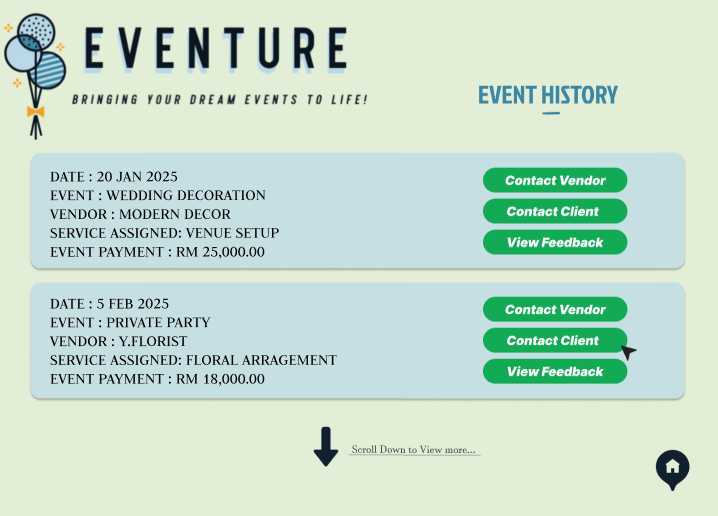 EVENTURE
BRINGING YOUR DREAM EVENTS TO LIFE!
EVENT HISTORY
DATE : 20 JAN 2025
EVENT : WEDDING DECORATION
VENDOR : MODERN DECOR
SERVICE ASSIGNED: VENUE SETUP
EVENT PAYMENT : RM 25,000.00
Contact Vendor
Contact Client
View Feedback
DATE : 5 FEB 2025
EVENT : PRIVATE PARTY
VENDOR : Y.FLORIST
SERVICE ASSIGNED: FLORAL ARRAGEMENT
EVENT PAYMENT : RM 18,000.00
Contact Vendor
Contact Client
View Feedback
Scroll Down to View more...